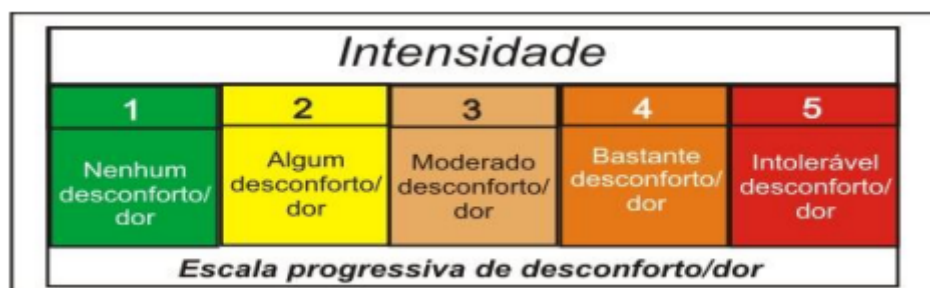 Intensidade
1 2 3 4 5
Nenhum desconforto/ dor
Algum desconforto/ dor
Moderado desconforto/ dor
Bastante desconforto/ dor
Intolerável desconforto/ dor
Escala progressiva de desconforto/dor